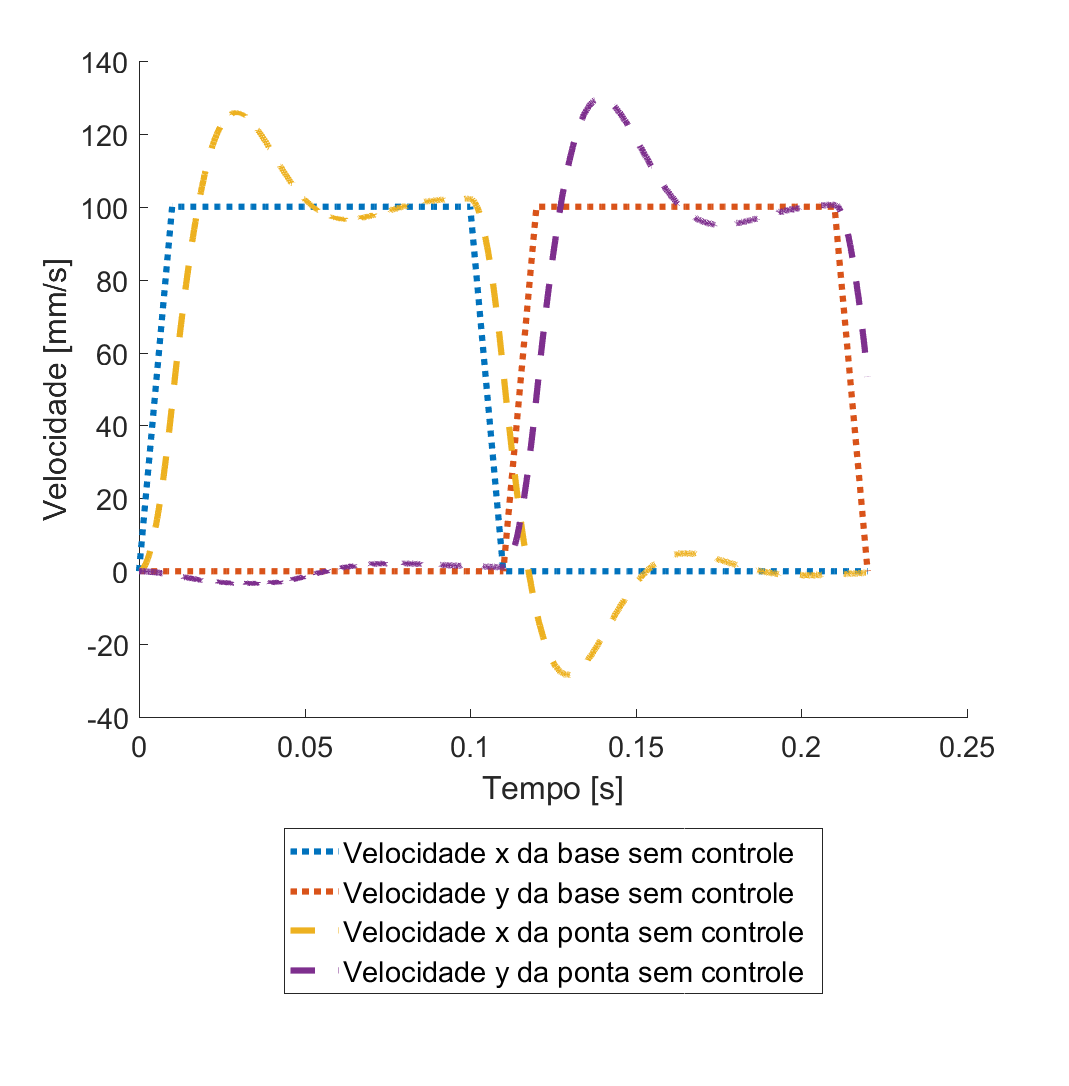 140
120
100
80
60
40
20
0
-20
-40
Velocidade [mm/s]
0 0.05 0.1 0.15 0.2 0.25
Tempo [s]
Velocidade x da base sem controle
Velocidade y da base sem controle
Velocidade x da ponta sem controle
Velocidade y da ponta sem controle